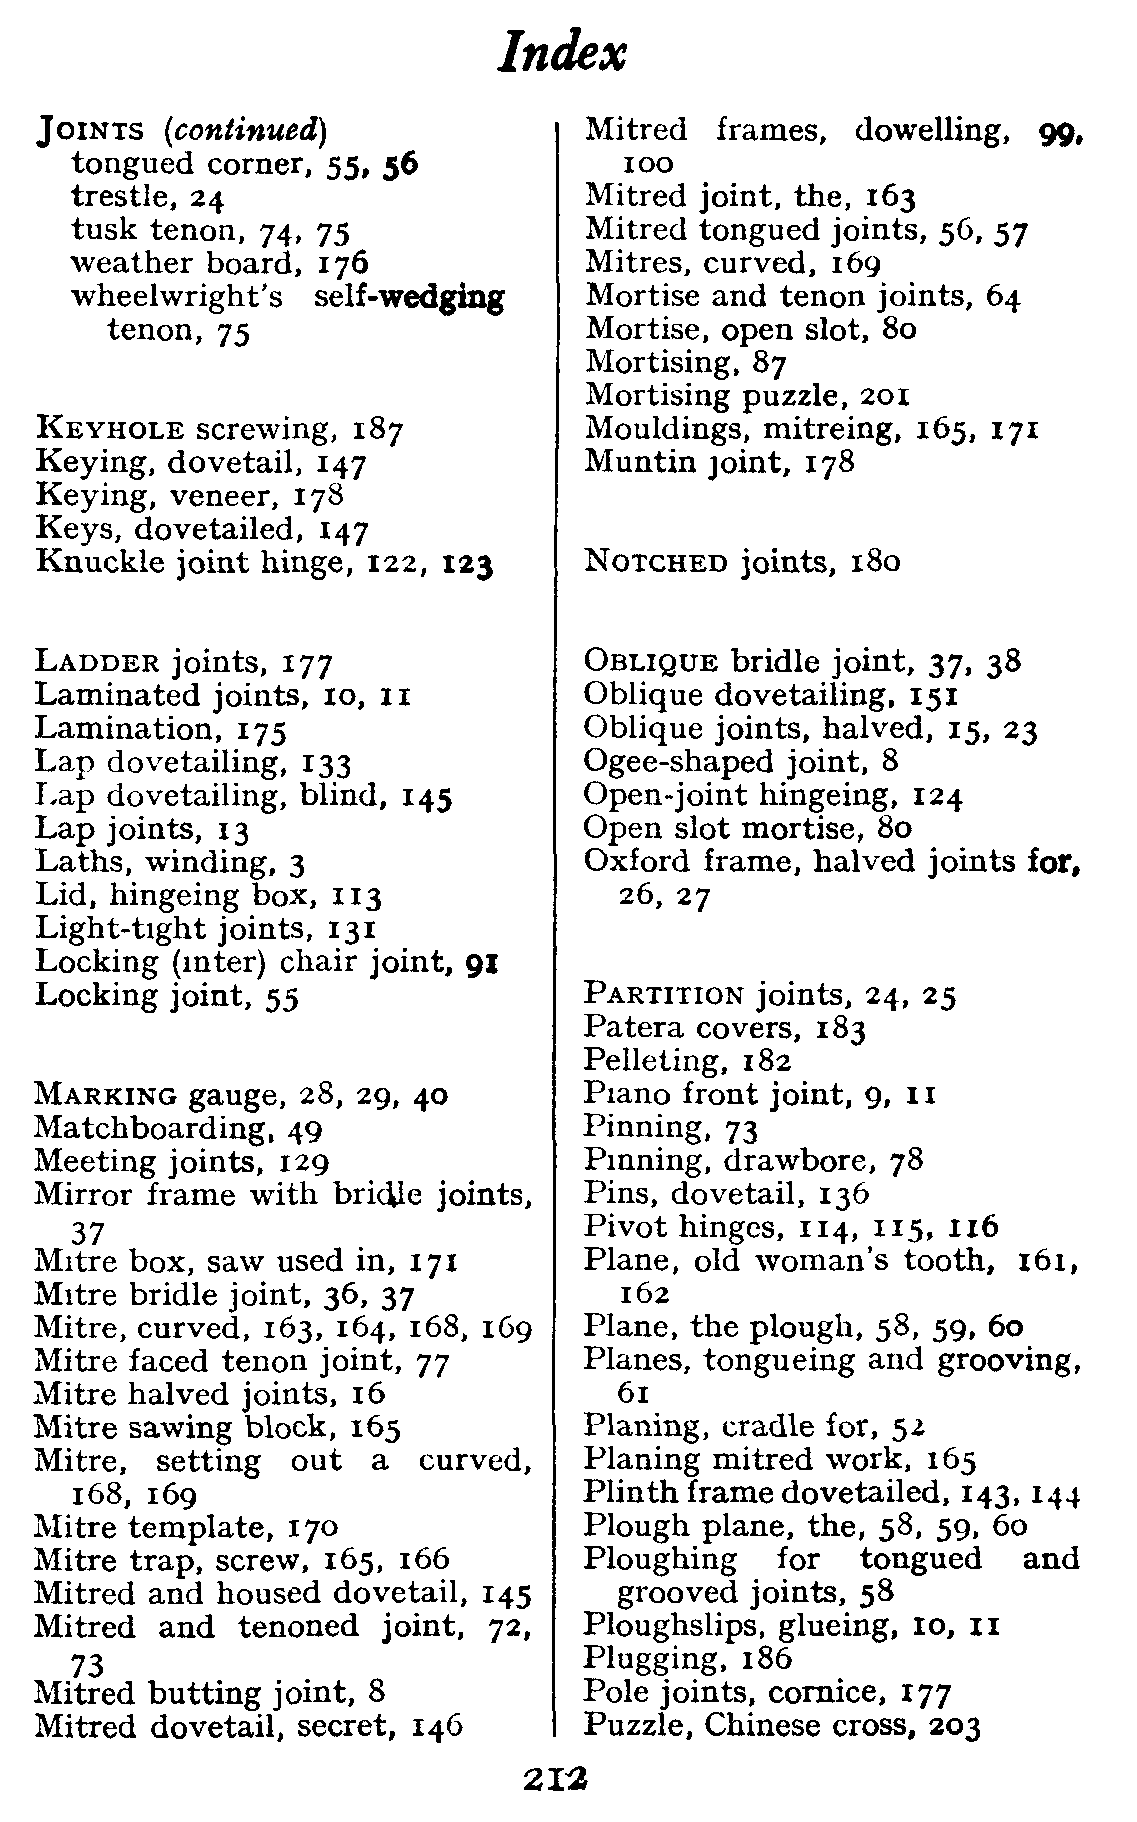 Index
JOINTS (continued)
tongued corner, 55, 56
trestle, 24
tusk tenon, 74, 75
weather board, 176
wheelwright's self-wedging
tenon, 75
KEYHOLE screwing, 187
Keying, dovetail, 147
Keying, veneer, 178
Keys, dovetailed, 147
Knuckle joint hinge, 122, 123
LADDER joints, 177
Laminated joints, 10, 11
Lamination, 175
Lap dovetailing, 133
Lap dovetailing, blind, 145
Lap joints, 13
Laths, winding, 3
Lid, hingeing box, 113
Light-tight joints, 131
Locking (inter) chair joint, 91
Locking joint, 55
MARKING gauge, 28, 29, 40
Matchboarding, 49
Meeting joints, 129
Mirror frame with bridle joints,
37
Mitre box, saw used in, 171
Mitre bridle joint, 36, 37
Mitre, curved, 163, 164, 168, 169
Mitre faced tenon joint, 77
Mitre halved joints, 16
Mitre sawing block, 165
Mitre, setting out a curved,
168, 169
Mitre template, 170
Mitre trap, screw, 165, 166
Mitred and housed dovetail, 145
Mitred and tenoned joint, 72,
73
Mitred butting joint, 8
Mitred dovetail, secret, 146
Mitred frames, dowelling, 99,
100
Mitred joint, the, 163
Mitred tongued joints, 56, 57
Mitres, curved, 169
Mortise and tenon joints, 64
Mortise, open slot, 80
Mortising, 87
Mortising puzzle, 201
Mouldings, mitreing, 165, 171
Muntin joint, 178
NOTCHED joints, 180
OBLIQUE bridle joint, 37, 38
Oblique dovetailing, 151
Oblique joints, halved, 15, 23
Ogee-shaped joint, 8
Open-joint hingeing, 124
Open slot mortise, 80
Oxford frame, halved joints for,
26, 27
PARTITION joints, 24, 25
Patera covers, 183
Pelleting, 182
Piano front joint, 9, 11
Pinning, 73
Pinning, drawbore, 78
Pins, dovetail, 136
Pivot hinges, 114, 115, 116
Plane, old woman's tooth, 161,
162
Plane, the plough, 58, 59, 60
Planes, tongueing and grooving,
61
Planing, cradle for, 52
Planing mitred work, 165
Plinth frame dovetailed, 143, 144
Plough plane, the, 58, 59, 60
Ploughing for tongued and
grooved joints, 58
Ploughslips, glueing, 10, 11
Plugging, 186
Pole joints, cornice, 177
Puzzle, Chinese cross, 203
212